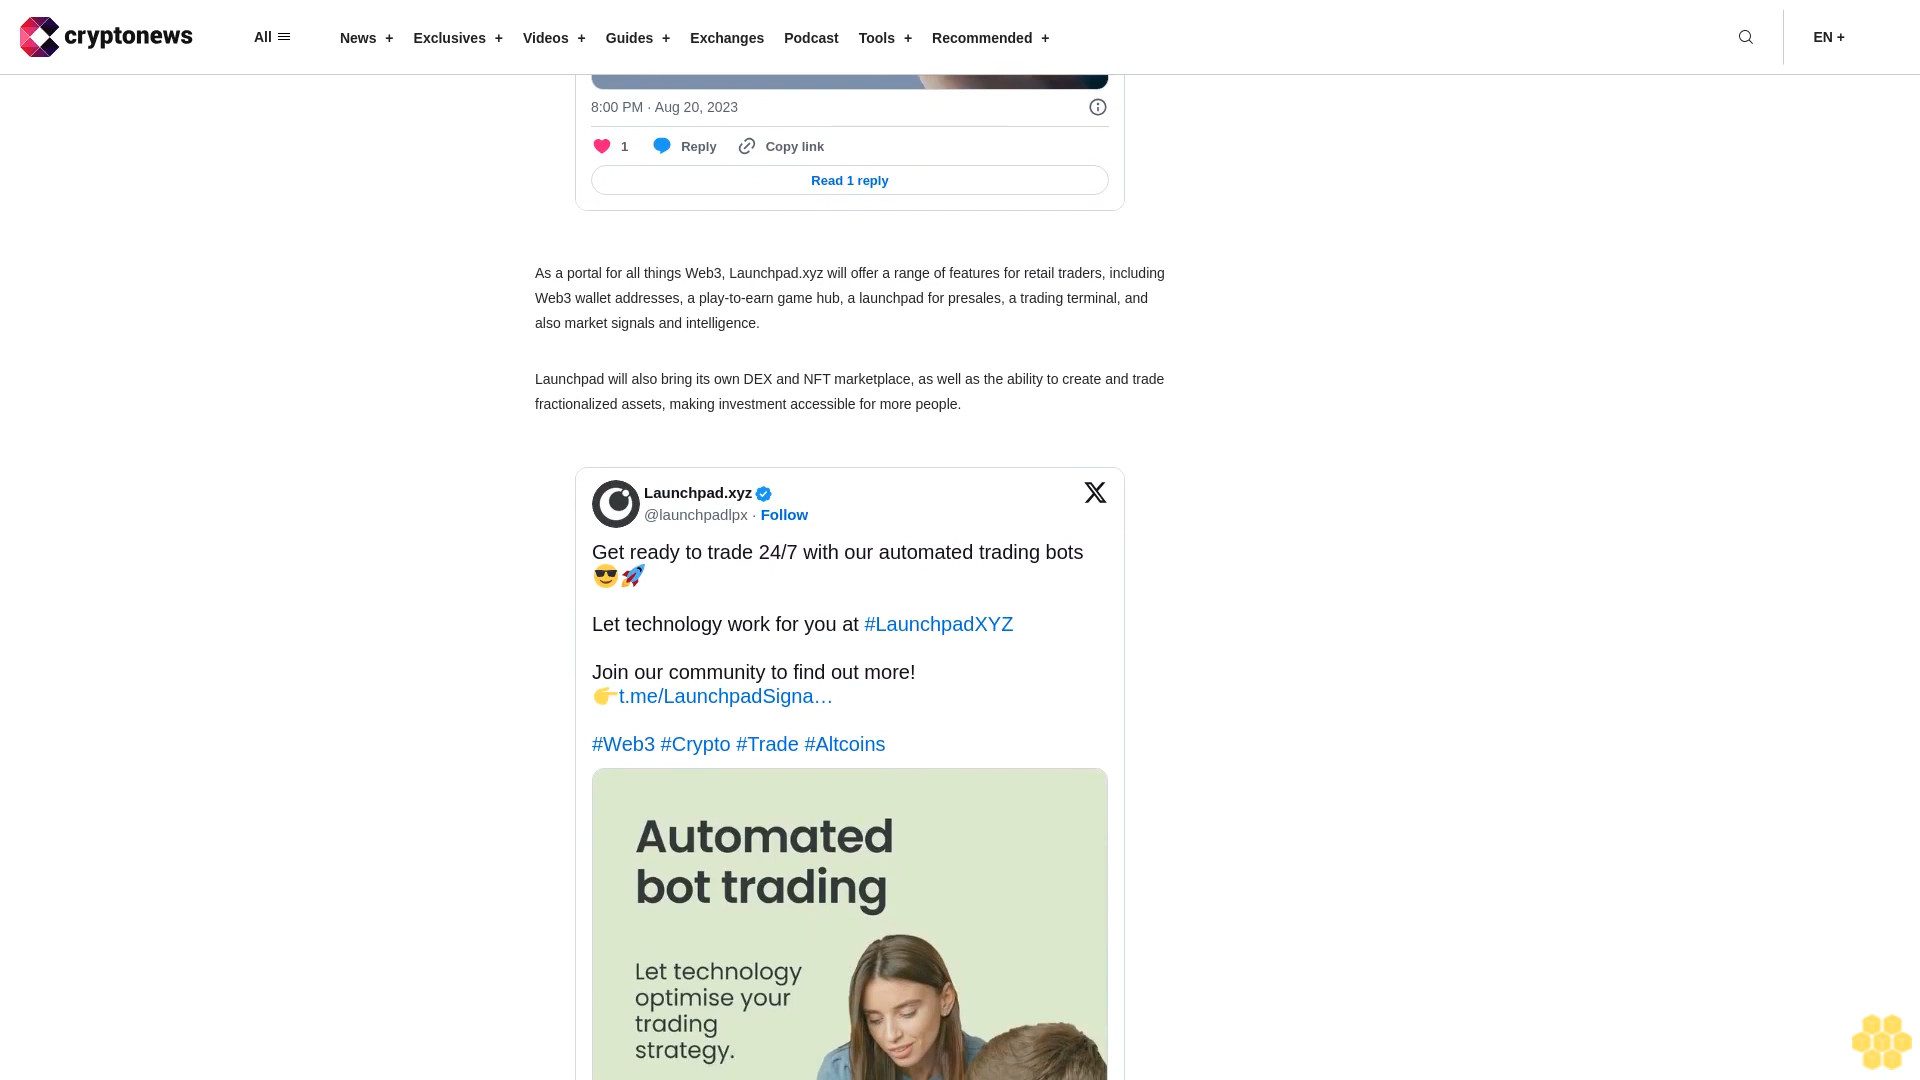 cryptonews
All
News + Exclusives + Videos + Guides + Exchanges Podcast Tools + Recommended +
EN +
8:00 PM · Aug 20, 2023
1 Reply Copy link
Read 1 reply
As a portal for all things Web3, Launchpad.xyz will offer a range of features for retail traders, including
Web3 wallet addresses, a play-to-earn game hub, a launchpad for presales, a trading terminal, and
also market signals and intelligence.
Launchpad will also bring its own DEX and NFT marketplace, as well as the ability to create and trade
fractionalized assets, making investment accessible for more people.
Launchpad.xyz
@launchpadlpx · Follow
Get ready to trade 24/7 with our automated trading bots
😎🚀
Let technology work for you at #LaunchpadXYZ
Join our community to find out more!
👉t.me/LaunchpadSigna…
#Web3 #Crypto #Trade #Altcoins
Automated
bot trading
Let technology
optimise your
trading
strategy.